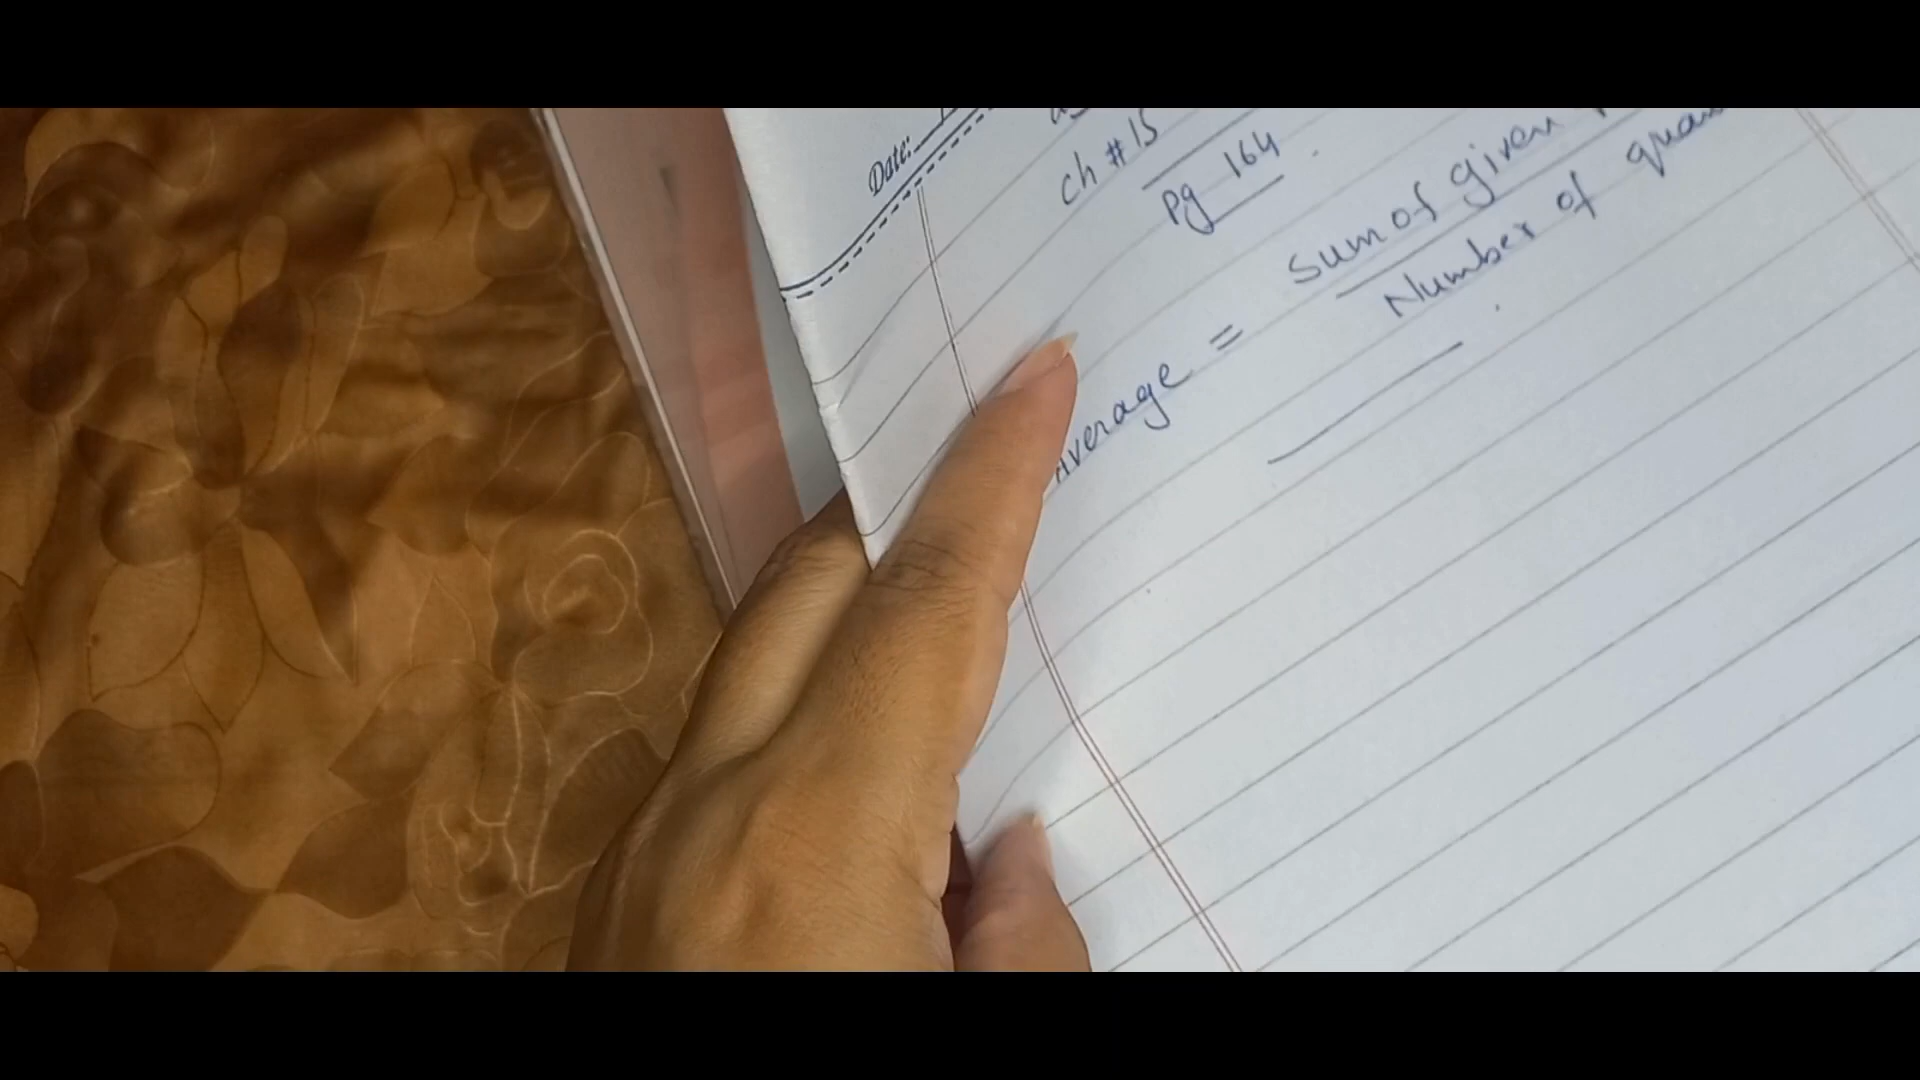 Date:
ch #15
Pg 164
Average = Sum of given
Number of